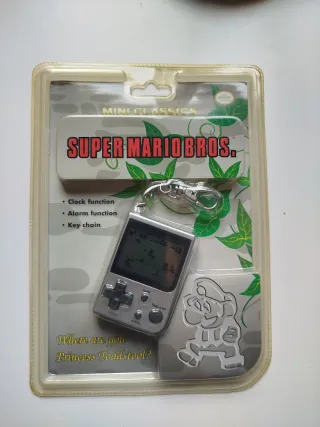 MINI CLASSICS
SUPER MARIO BROS.
• Clock function
• Alarm function
• Key chain
Where are you
Princess Toadstool?